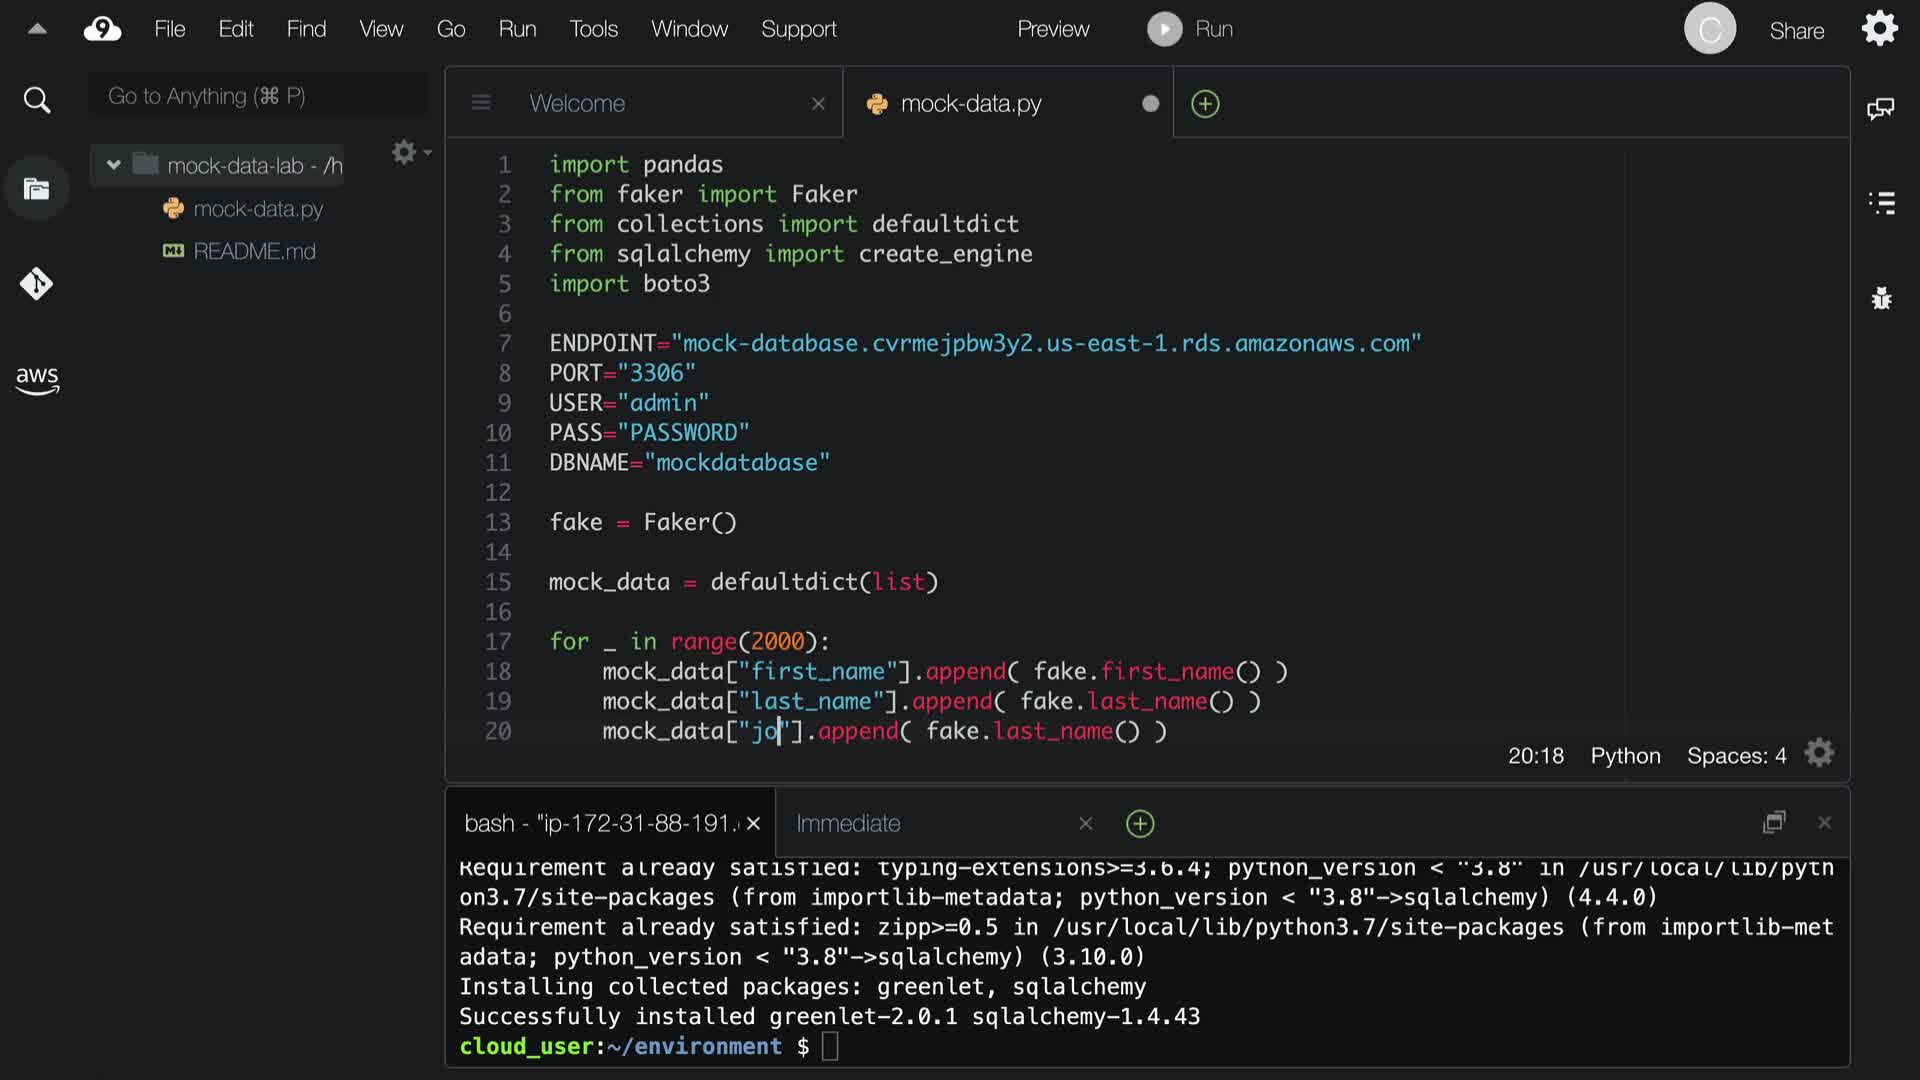 9 File Edit Find View Go Run Tools Window Support Preview Run C Share
Go to Anything (⌘ P)
mock-data-lab - /h
mock-data.py
README.md
aws
Welcome mock-data.py
1 import pandas
2 from faker import Faker
3 from collections import defaultdict
4 from sqlalchemy import create_engine
5 import boto3
6
7 ENDPOINT="mock-database.cvrmejpbw3y2.us-east-1.rds.amazonaws.com"
8 PORT="3306"
9 USER="admin"
10 PASS="PASSWORD"
11 DBNAME="mockdatabase"
12
13 fake = Faker()
14
15 mock_data = defaultdict(list)
16
17 for _ in range(2000):
18     mock_data["first_name"].append( fake.first_name() )
19     mock_data["last_name"].append( fake.last_name() )
20     mock_data["jo"].append( fake.last_name() )
20:18 Python Spaces: 4
bash - "ip-172-31-88-191. Immediate
Requirement already satisfied: typing-extensions>=3.6.4; python_version < "3.8" in /usr/local/lib/pyth
on3.7/site-packages (from importlib-metadata; python_version < "3.8"->sqlalchemy) (4.4.0)
Requirement already satisfied: zipp>=0.5 in /usr/local/lib/python3.7/site-packages (from importlib-met
adata; python_version < "3.8"->sqlalchemy) (3.10.0)
Installing collected packages: greenlet, sqlalchemy
Successfully installed greenlet-2.0.1 sqlalchemy-1.4.43
cloud_user:~/environment $